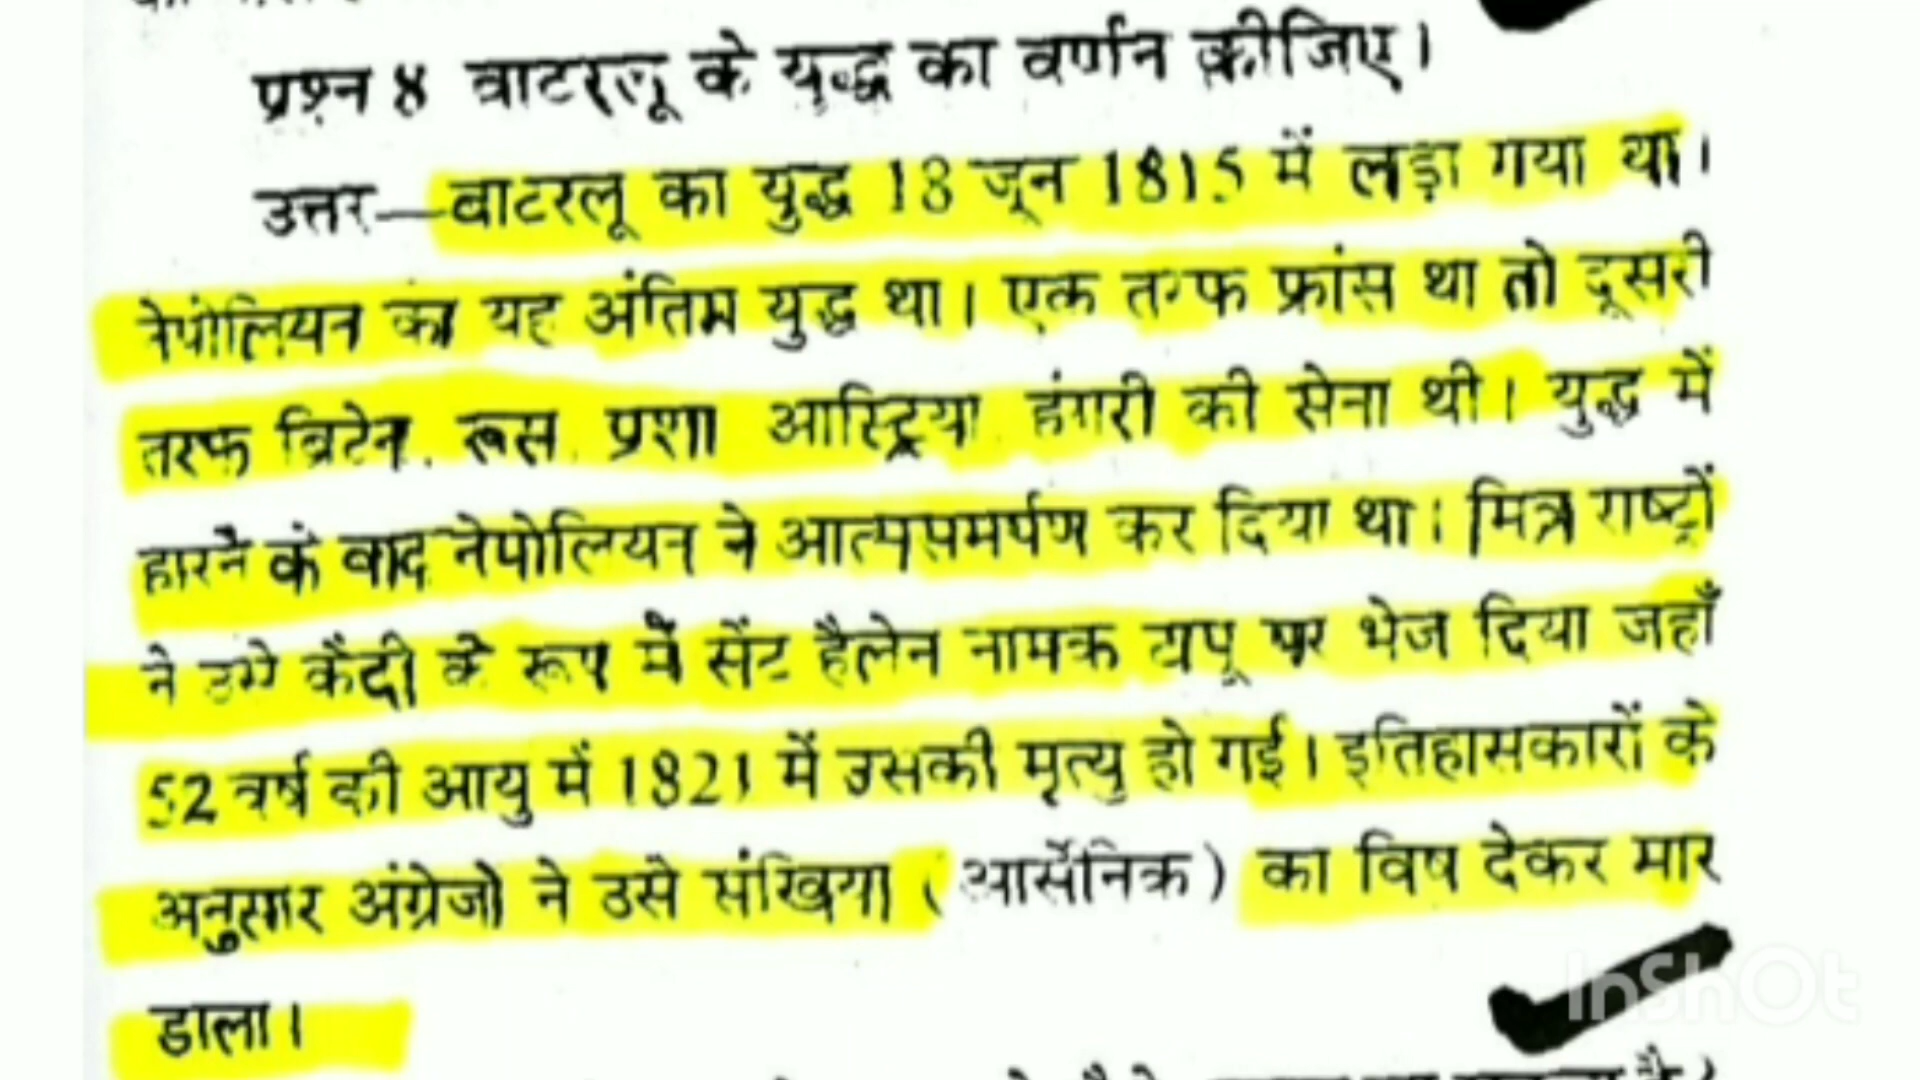 प्रश्न 8 वाटरलू के युद्ध का वर्णन कीजिए।
उत्तर—वाटरलू का युद्ध 18 जून 1815 में लड़ा गया था।
नेपोलियन का यह अंतिम युद्ध था। एक तरफ फ्रांस था तो दूसरी
तरफ ब्रिटेन, रूस, प्रशा आस्ट्रिया, हंगरी की सेना थी। युद्ध में
हारने के बाद नेपोलियन ने आत्मसमर्पण कर दिया था। मित्र राष्ट्रों
ने उसे कैदी के रूप में सेंट हैलेन नामक टापू पर भेज दिया जहाँ
52 वर्ष की आयु में 1821 में उसकी मृत्यु हो गई। इतिहासकारों के
अनुसार अंग्रेजो ने उसे संखिया (आर्सेनिक) का विष देकर मार
डाला।
InShOt